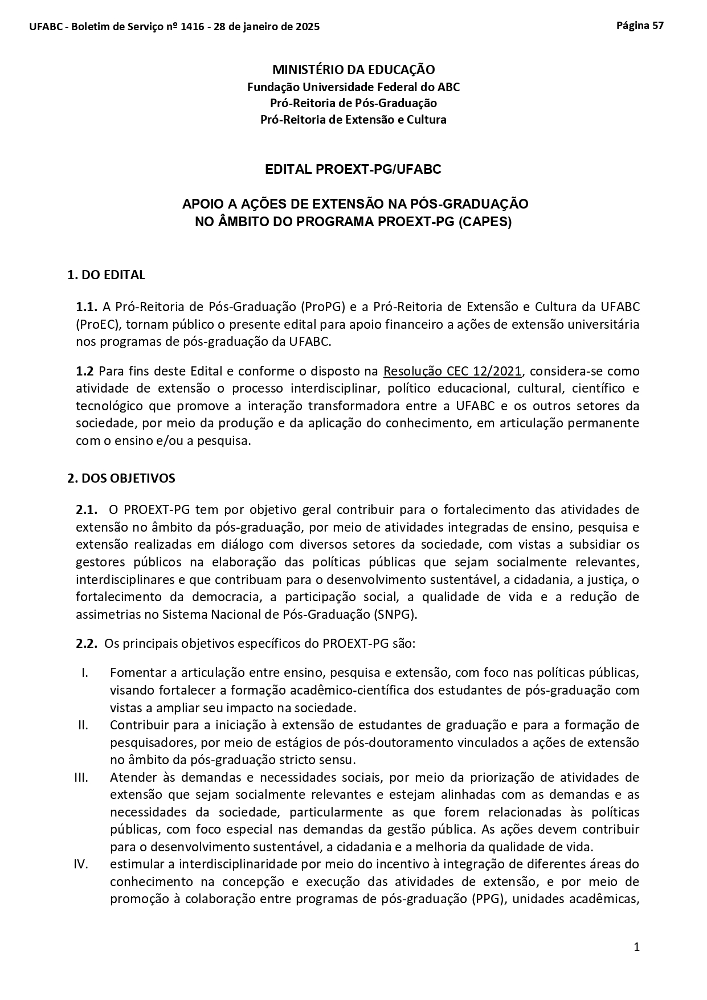 UFABC - Boletim de Serviço nº 1416 - 28 de janeiro de 2025
Página 57
MINISTÉRIO DA EDUCAÇÃO
Fundação Universidade Federal do ABC
Pró-Reitoria de Pós-Graduação
Pró-Reitoria de Extensão e Cultura
EDITAL PROEXT-PG/UFABC
APOIO A AÇÕES DE EXTENSÃO NA PÓS-GRADUAÇÃO
NO ÂMBITO DO PROGRAMA PROEXT-PG (CAPES)
1. DO EDITAL
1.1. A Pró-Reitoria de Pós-Graduação (ProPG) e a Pró-Reitoria de Extensão e Cultura da UFABC
(ProEC), tornam público o presente edital para apoio financeiro a ações de extensão universitária
nos programas de pós-graduação da UFABC.
1.2 Para fins deste Edital e conforme o disposto na Resolução CEC 12/2021, considera-se como
atividade de extensão o processo interdisciplinar, político educacional, cultural, científico e
tecnológico que promove a interação transformadora entre a UFABC e os outros setores da
sociedade, por meio da produção e da aplicação do conhecimento, em articulação permanente
com o ensino e/ou a pesquisa.
2. DOS OBJETIVOS
2.1. O PROEXT-PG tem por objetivo geral contribuir para o fortalecimento das atividades de
extensão no âmbito da pós-graduação, por meio de atividades integradas de ensino, pesquisa e
extensão realizadas em diálogo com diversos setores da sociedade, com vistas a subsidiar os
gestores públicos na elaboração das políticas públicas que sejam socialmente relevantes,
interdisciplinares e que contribuam para o desenvolvimento sustentável, a cidadania, a justiça, o
fortalecimento da democracia, a participação social, a qualidade de vida e a redução de
assimetrias no Sistema Nacional de Pós-Graduação (SNPG).
2.2. Os principais objetivos específicos do PROEXT-PG são:
I. Fomentar a articulação entre ensino, pesquisa e extensão, com foco nas políticas públicas,
visando fortalecer a formação acadêmico-científica dos estudantes de pós-graduação com
vistas a ampliar seu impacto na sociedade.
II. Contribuir para a iniciação à extensão de estudantes de graduação e para a formação de
pesquisadores, por meio de estágios de pós-doutoramento vinculados a ações de extensão
no âmbito da pós-graduação stricto sensu.
III. Atender às demandas e necessidades sociais, por meio da priorização de atividades de
extensão que sejam socialmente relevantes e estejam alinhadas com as demandas e as
necessidades da sociedade, particularmente as que forem relacionadas às políticas
públicas, com foco especial nas demandas da gestão pública. As ações devem contribuir
para o desenvolvimento sustentável, a cidadania e a melhoria da qualidade de vida.
IV. estimular a interdisciplinaridade por meio do incentivo à integração de diferentes áreas do
conhecimento na concepção e execução das atividades de extensão, e por meio de
promoção à colaboração entre programas de pós-graduação (PPG), unidades acadêmicas,
1